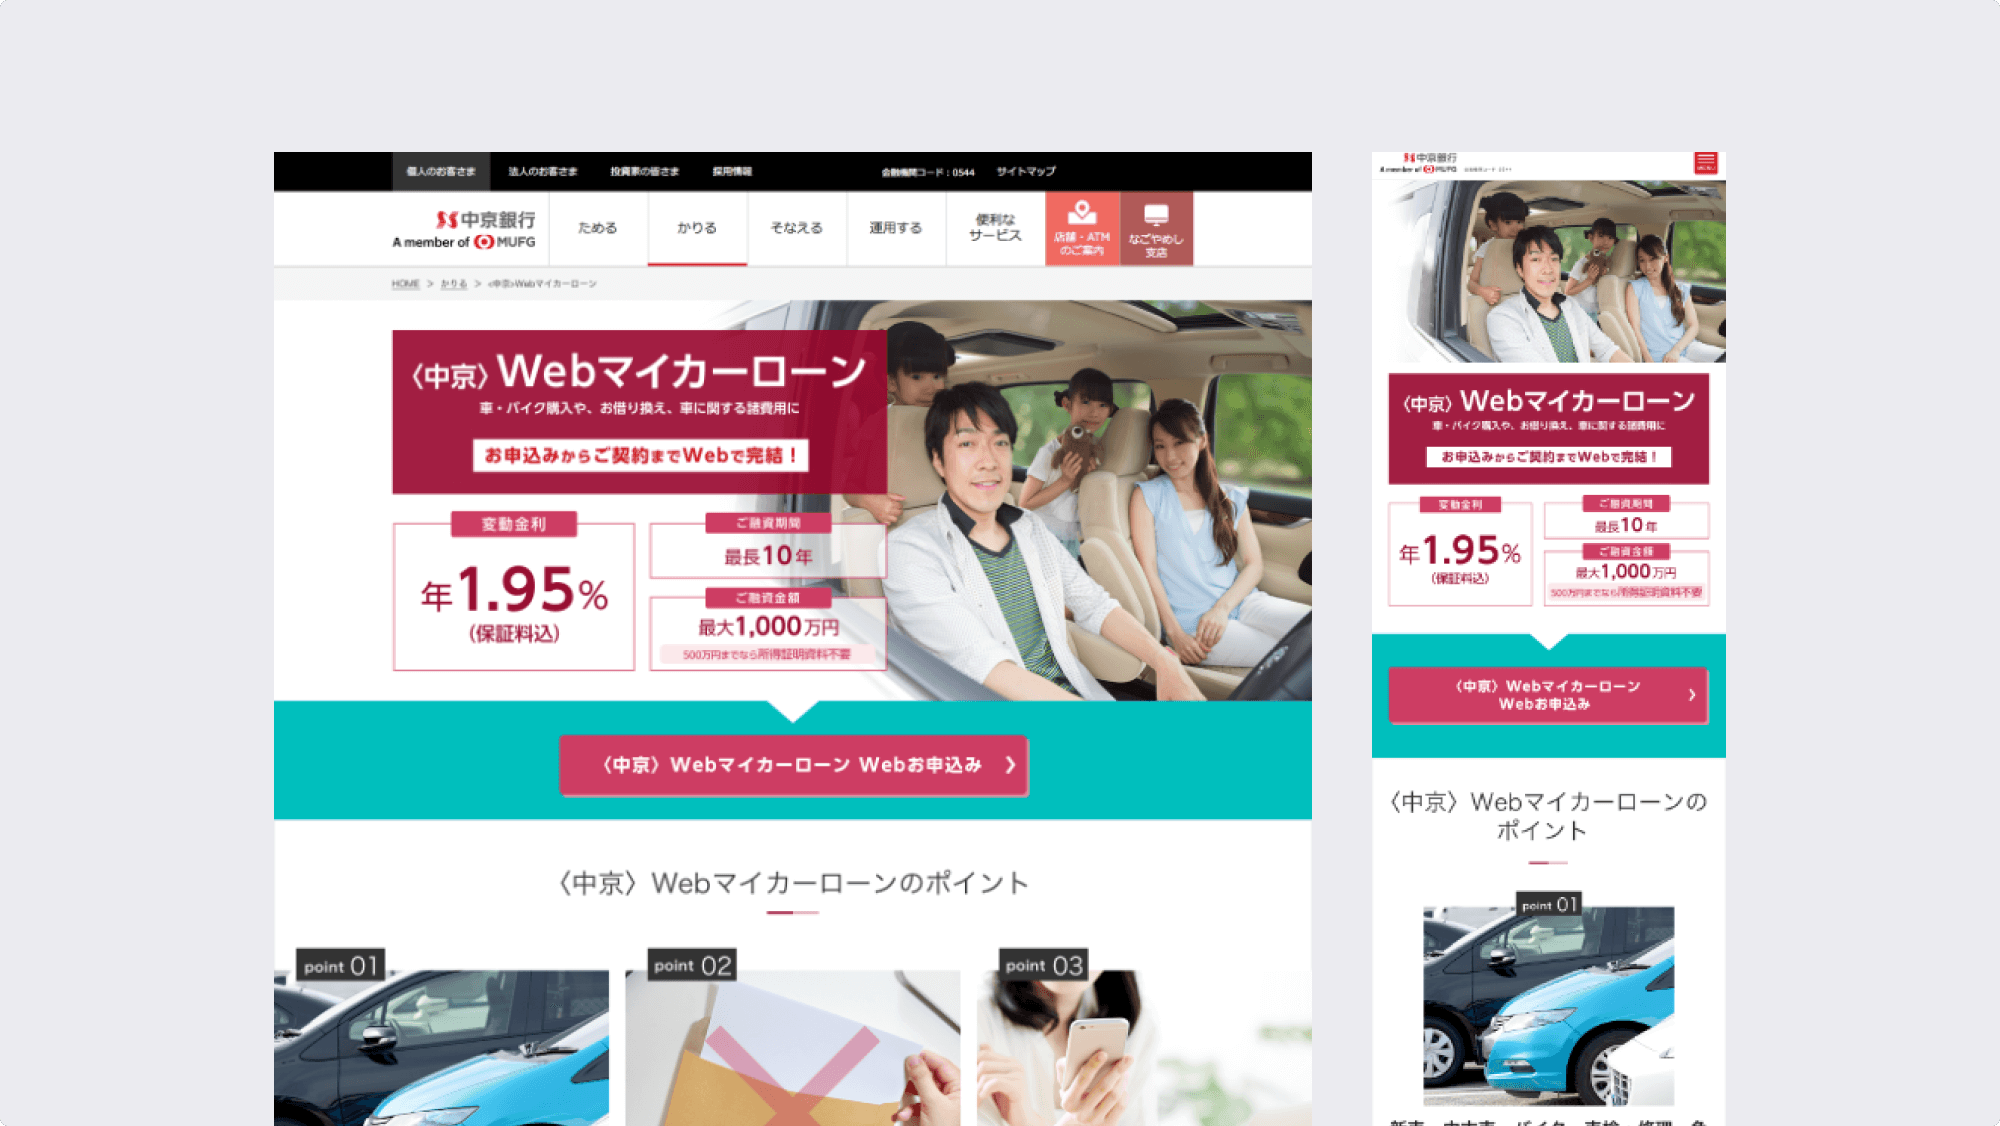 個人のお客さま 法人のお客さま 投資家の皆さま 採用情報 金融機関コード：0544 サイトマップ
中京銀行
A member of MUFG
ためる かりる そなえる 運用する 便利な
サービス
店舗・ATM
のご案内
なごやめし
支店
HOME > かりる > <中京>Webマイカーローン
〈中京〉Webマイカーローン
車・バイク購入や、お借り換え、車に関する諸費用に
お申込みからご契約までWebで完結！
変動金利
年1.95%
(保証料込)
ご融資期間
最長10年
ご融資金額
最大1,000万円
500万円までなら所得証明資料不要
〈中京〉Webマイカーローン Webお申込み
〈中京〉Webマイカーローンのポイント
point 01
point 02
point 03
中京銀行
A member of MUFG 金融機関コード：0544
MENU
〈中京〉Webマイカーローン
車・バイク購入や、お借り換え、車に関する諸費用に
お申込みからご契約までWebで完結！
変動金利
年1.95%
(保証料込)
ご融資期間
最長10年
ご融資金額
最大1,000万円
500万円までなら所得証明資料不要
〈中京〉Webマイカーローン
Webお申込み
〈中京〉Webマイカーローンの
ポイント
point 01